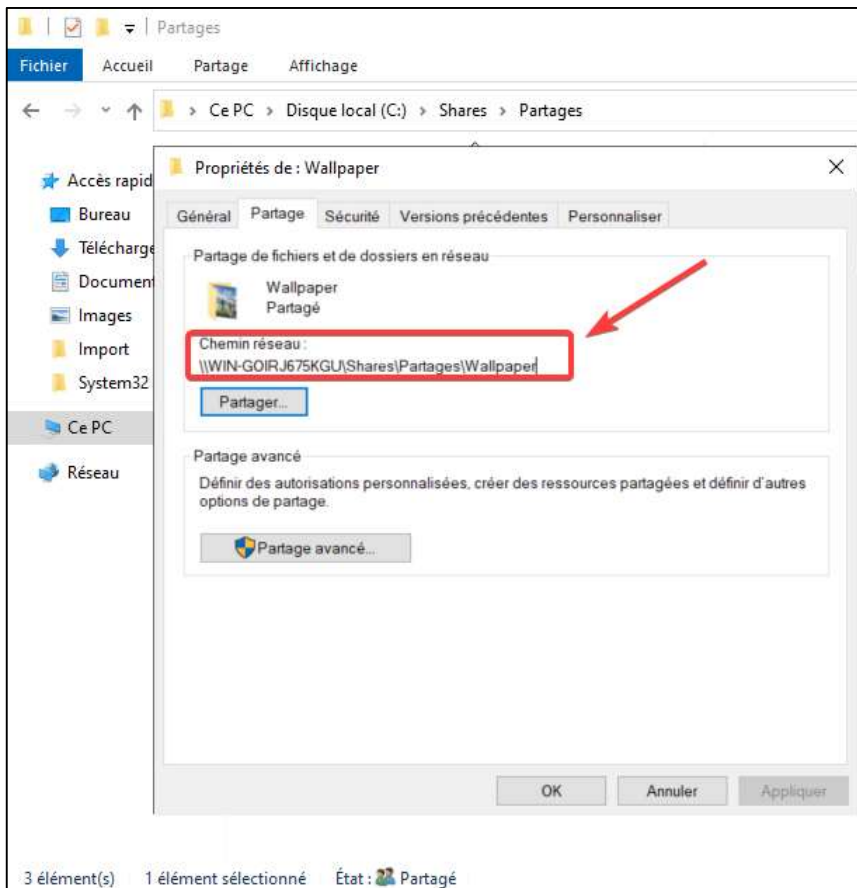 Partages
Fichier Accueil Partage Affichage
Ce PC > Disque local (C:) > Shares > Partages
Propriétés de : Wallpaper
Accès rapid
Bureau
Télécharge
Document
Images
Import
System32
Ce PC
Réseau
Général Partage Sécurité Versions précédentes Personnaliser
Partage de fichiers et de dossiers en réseau
Wallpaper
Partagé
Chemin réseau :
\\WIN-GOIRJ675KGU\Shares\Partages\Wallpaper
Partager...
Partage avancé
Définir des autorisations personnalisées, créer des ressources partagées et définir d'autres
options de partage.
Partage avancé...
OK Annuler Appliquer
3 élément(s) 1 élément sélectionné État : Partagé